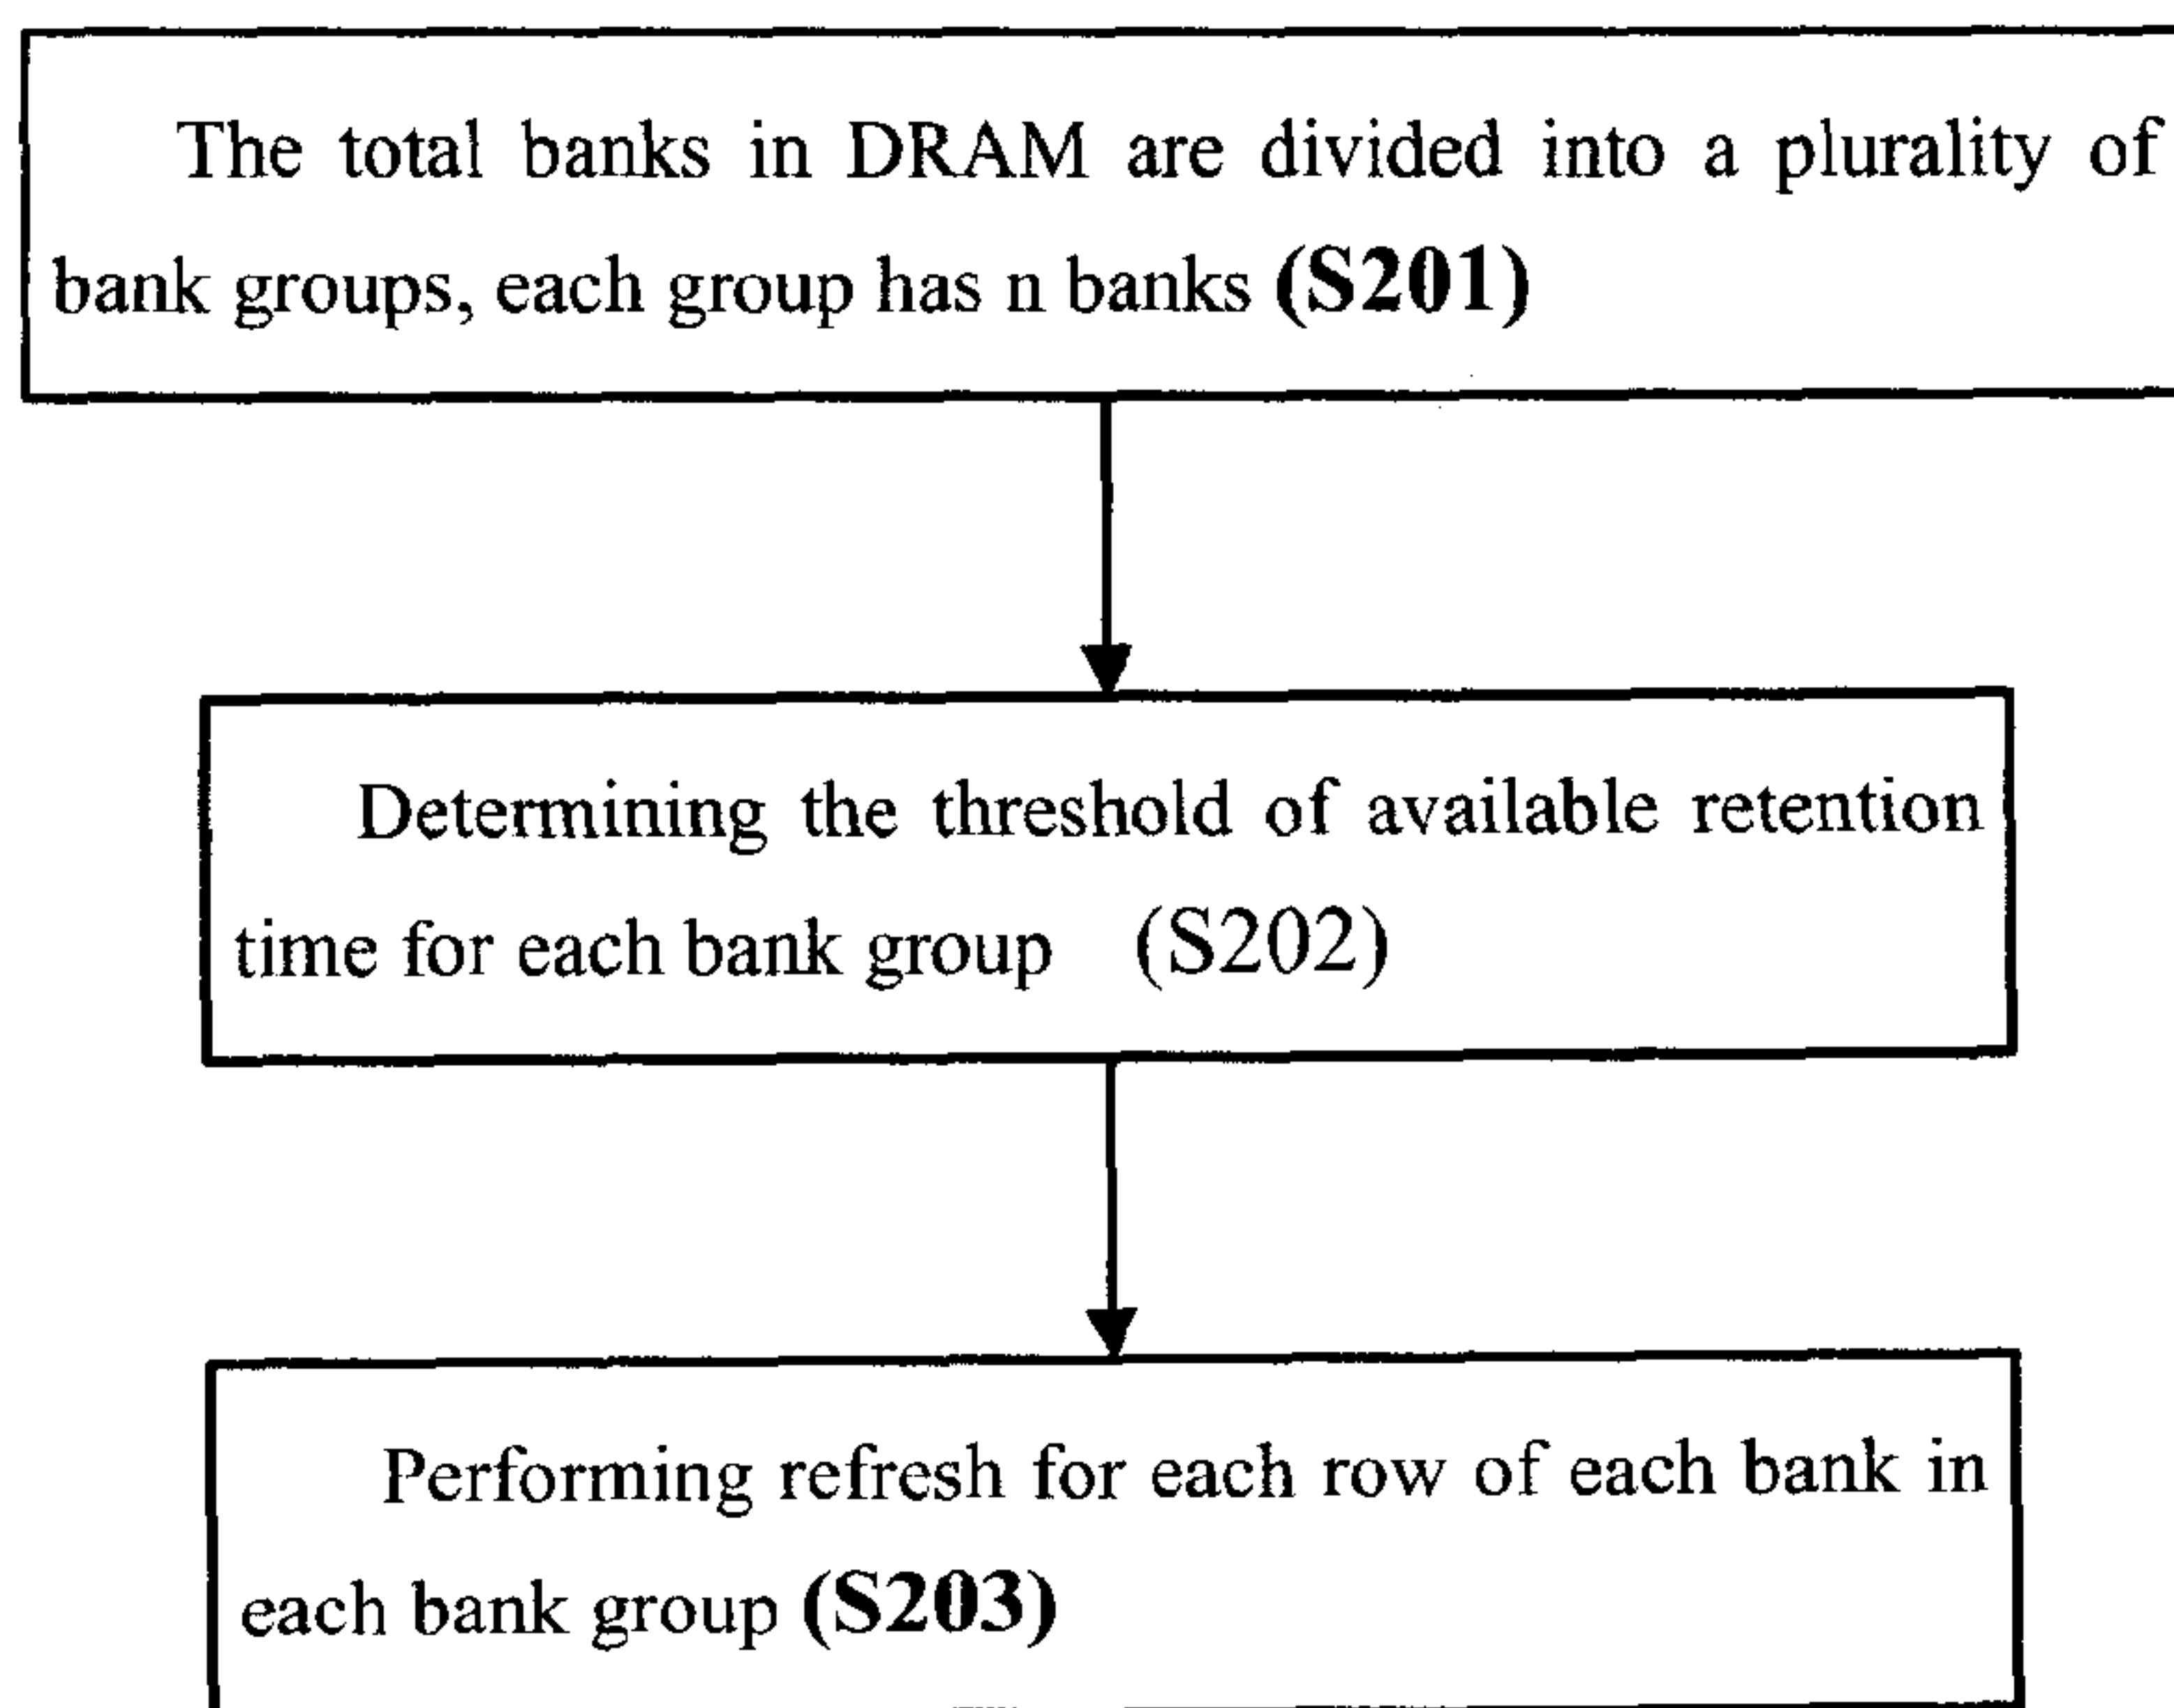 The total banks in DRAM are divided into a plurality of
bank groups, each group has n banks (S201)
Determining the threshold of available retention
time for each bank group (S202)
Performing refresh for each row of each bank in
each bank group (S203)